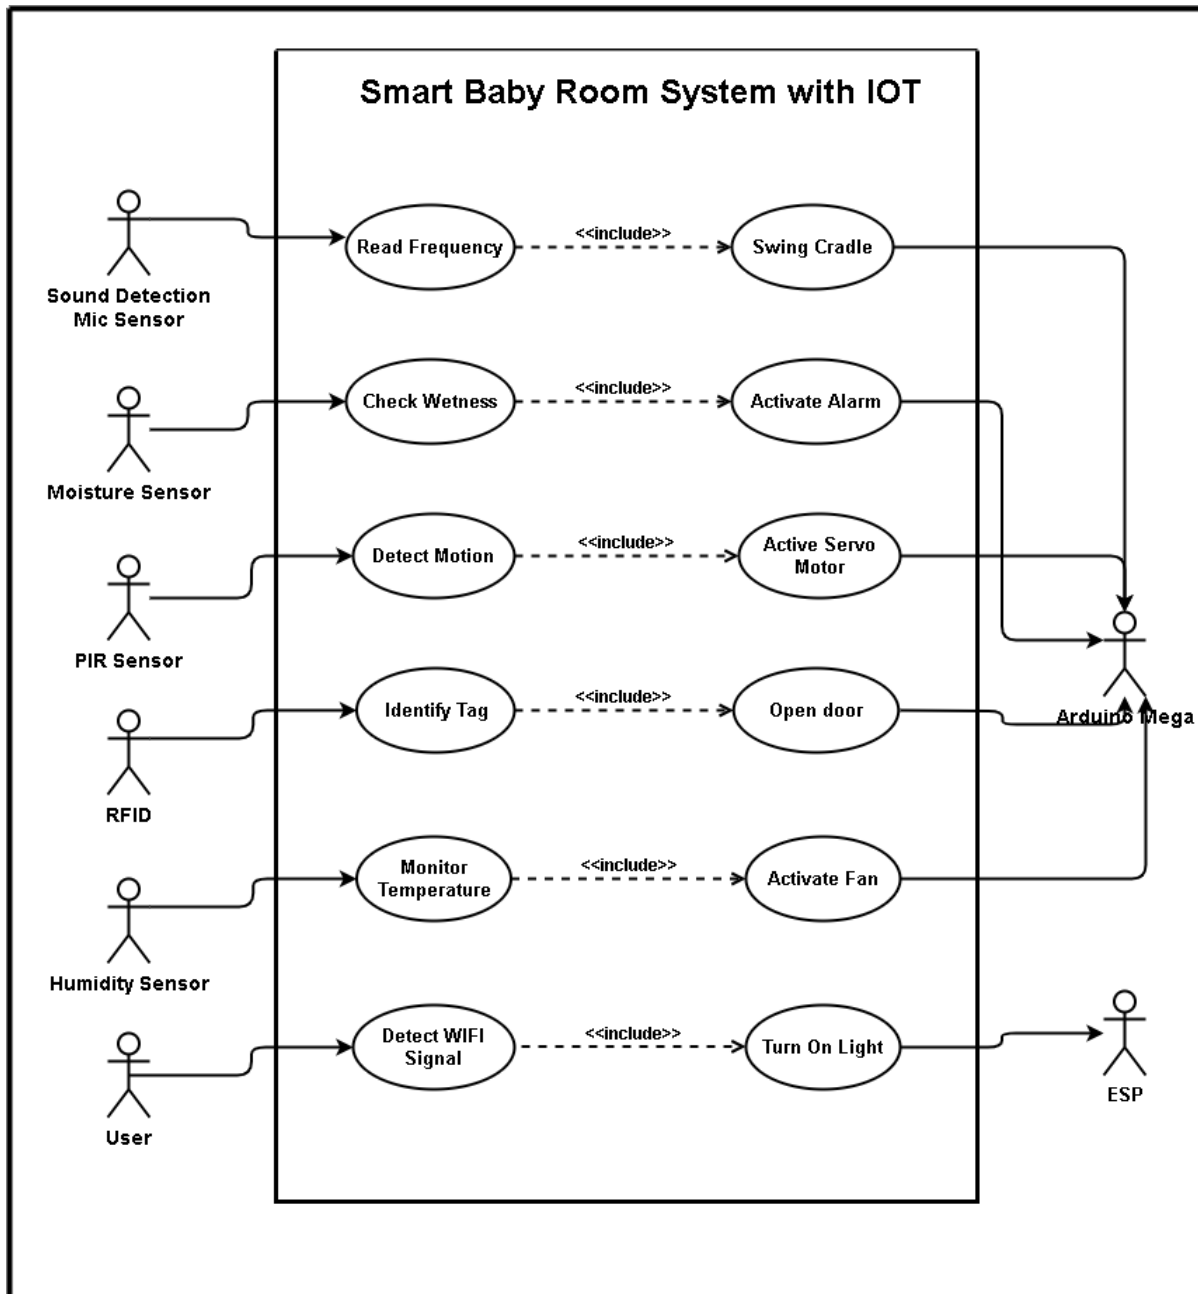 Smart Baby Room System with IOT
Sound Detection
Mic Sensor
Read Frequency
<<include>>
Swing Cradle
Moisture Sensor
Check Wetness
<<include>>
Activate Alarm
PIR Sensor
Detect Motion
<<include>>
Active Servo
Motor
Arduino Mega
RFID
Identify Tag
<<include>>
Open door
Humidity Sensor
Monitor
Temperature
<<include>>
Activate Fan
User
Detect WIFI
Signal
<<include>>
Turn On Light
ESP